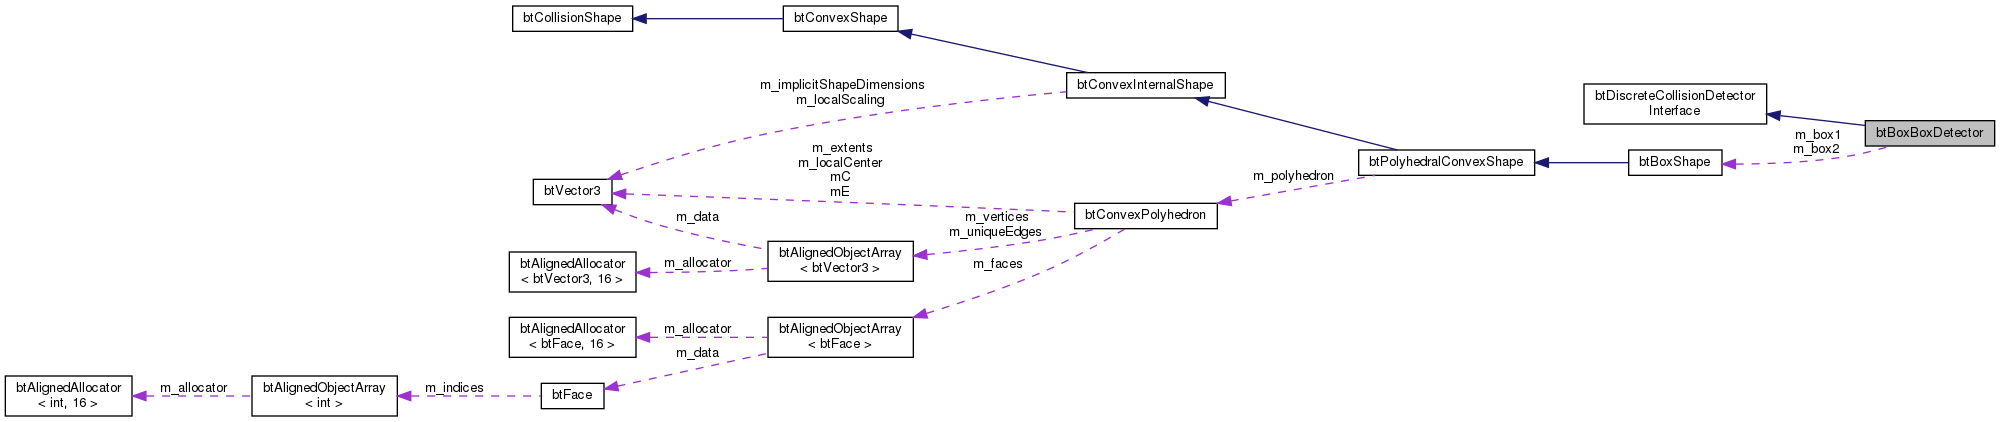 btCollisionShape
btConvexShape
m_implicitShapeDimensions
m_localScaling
btConvexInternalShape
btDiscreteCollisionDetector
Interface
btBoxBoxDetector
m_box1
m_box2
m_extents
m_localCenter
mC
mE
btPolyhedralConvexShape
btBoxShape
btVector3
m_polyhedron
m_data
m_vertices
m_uniqueEdges
btConvexPolyhedron
btAlignedAllocator
< btVector3, 16 >
m_allocator
btAlignedObjectArray
< btVector3 >
m_faces
btAlignedAllocator
< btFace, 16 >
m_allocator
btAlignedObjectArray
< btFace >
m_data
btAlignedAllocator
< int, 16 >
m_allocator
btAlignedObjectArray
< int >
m_indices
btFace